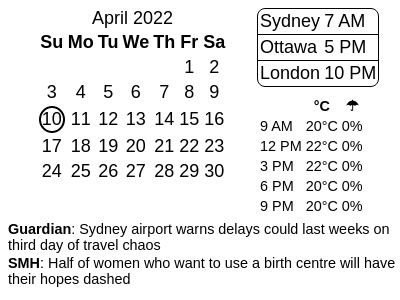 April 2022
Su Mo Tu We Th Fr Sa
1 2
3 4 5 6 7 8 9
10 11 12 13 14 15 16
17 18 19 20 21 22 23
24 25 26 27 28 29 30
Sydney 7 AM
Ottawa 5 PM
London 10 PM
°C ☂
9 AM 20°C 0%
12 PM 22°C 0%
3 PM 22°C 0%
6 PM 20°C 0%
9 PM 20°C 0%
Guardian: Sydney airport warns delays could last weeks on
third day of travel chaos
SMH: Half of women who want to use a birth centre will have
their hopes dashed